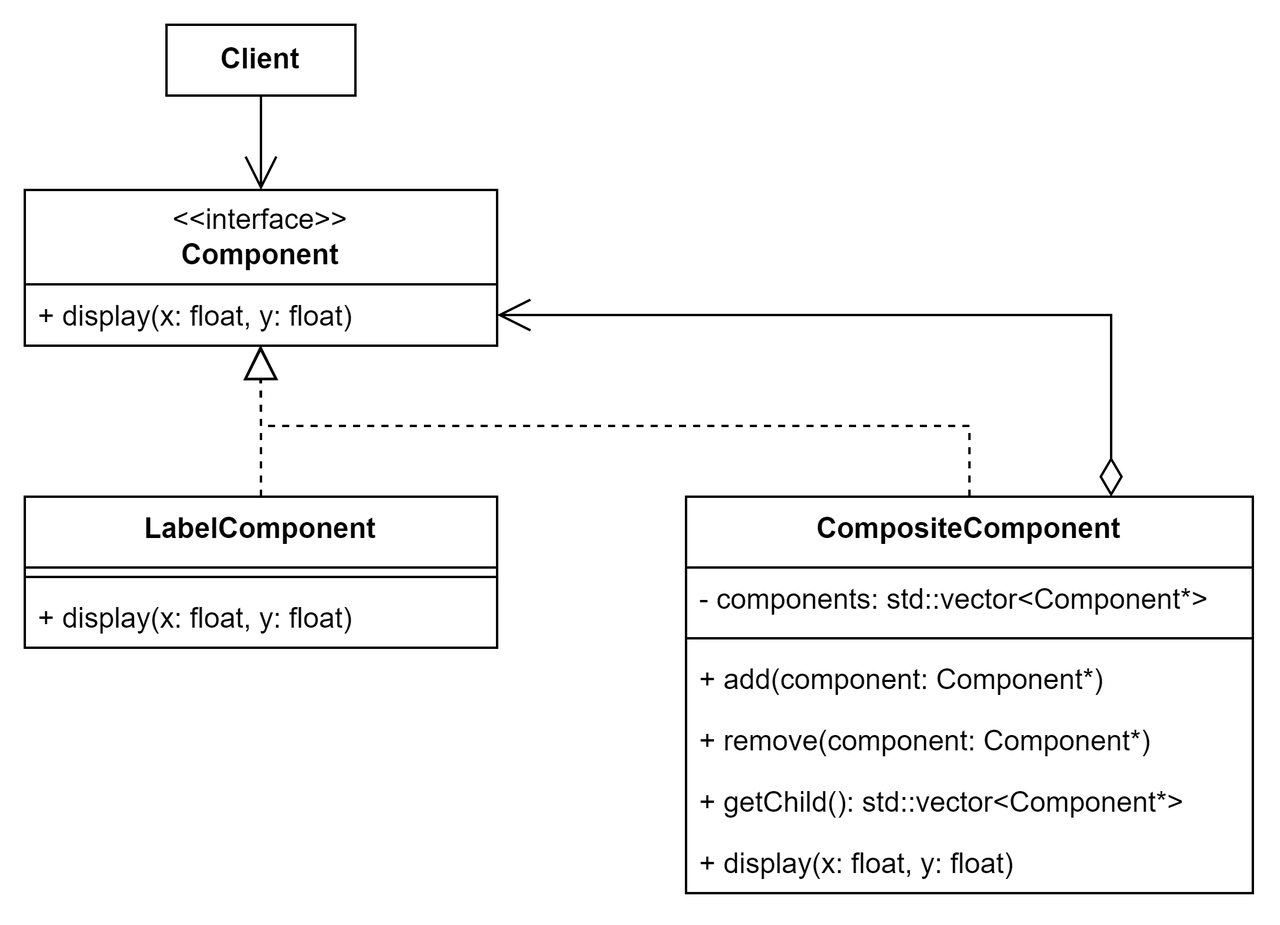 Client
<<interface>>
Component
+ display(x: float, y: float)
LabelComponent
+ display(x: float, y: float)
CompositeComponent
- components: std::vector<Component*>
+ add(component: Component*)
+ remove(component: Component*)
+ getChild(): std::vector<Component*>
+ display(x: float, y: float)